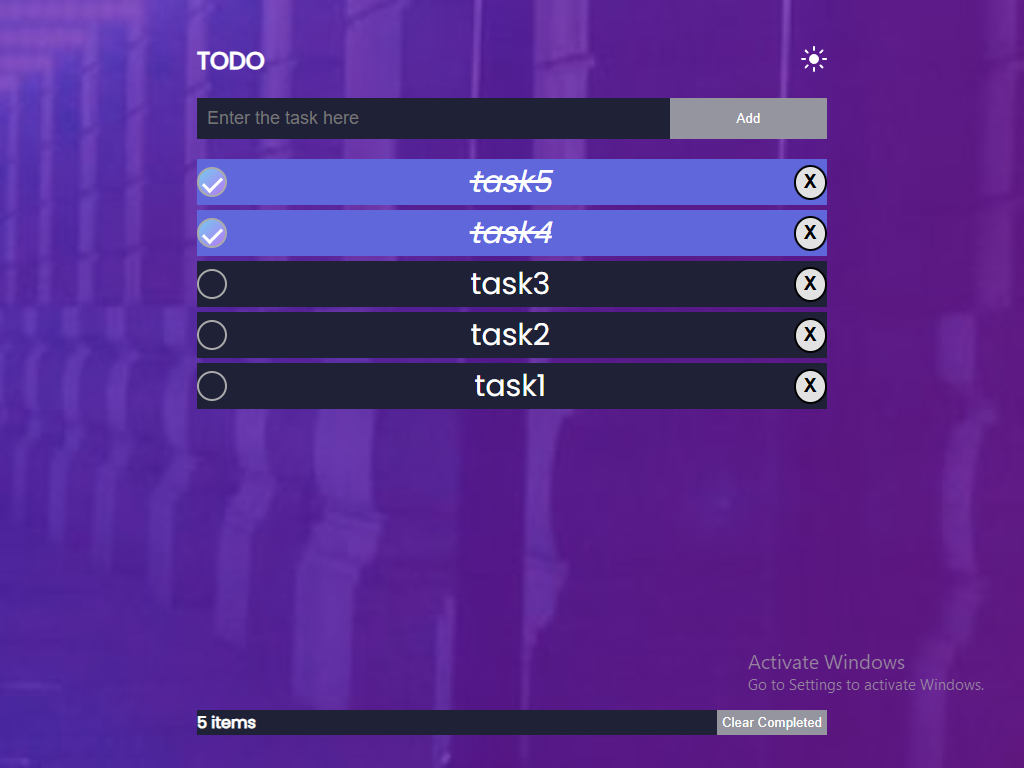 TODO
Enter the task here
Add
task5
X
task4
X
task3
X
task2
X
task1
X
Activate Windows
Go to Settings to activate Windows.
5 items
Clear Completed